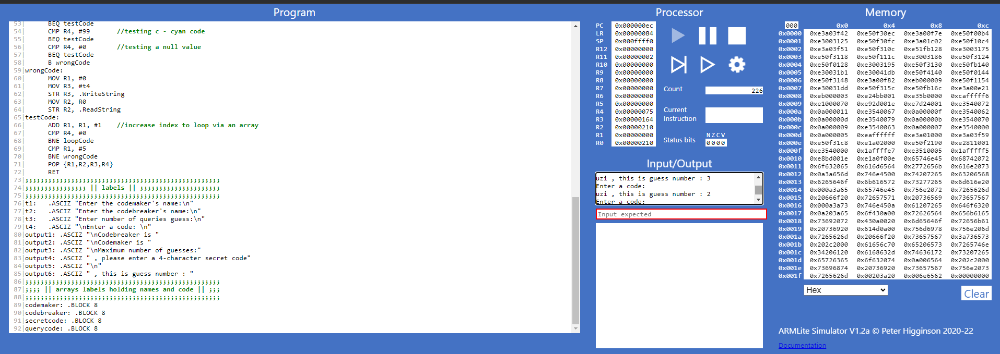 Program
53| BEQ testCode
54| CMP R4, #99 //testing c - cyan code
55| BEQ testCode
56| CMP R4, #0 //testing a null value
57| BEQ testCode
58| B wrongCode
59|wrongCode:
60| MOV R1, #0
61| MOV R3, #t4
62| STR R3, .WriteString
63| MOV R2, R0
64| STR R2, .ReadString
65|testCode:
66| ADD R1, R1, #1 //increase index to loop via an array
67| CMP R4, #0
68| BNE loopCode
69| CMP R1, #5
70| BNE wrongCode
71| POP {R1,R2,R3,R4}
72| RET
73|;;;;;;;;;;;;;;;;;;;;;;;;;;;;;;;;;;;;;;;;;;;;;;;;;;;
74|;;;;;;;;;;;;;;;; || labels || ;;;;;;;;;;;;;;;;;;;;;
75|;;;;;;;;;;;;;;;;;;;;;;;;;;;;;;;;;;;;;;;;;;;;;;;;;;;
76|t1: .ASCIZ "Enter the codemaker's name:\n"
77|t2: .ASCIZ "Enter the codebreaker's name:\n"
78|t3: .ASCIZ "Enter number of queries guess:\n"
79|t4: .ASCIZ "\nEnter a code: \n"
80|output1: .ASCIZ "\nCodebreaker is "
81|output2: .ASCIZ "\nCodemaker is "
82|output3: .ASCIZ "\nMaximum number of guesses:"
83|output4: .ASCIZ " , please enter a 4-character secret code"
84|output5: .ASCIZ "\n"
85|output6: .ASCIZ " , this is guess number : "
86|;;;;;;;;;;;;;;;;;;;;;;;;;;;;;;;;;;;;;;;;;;;;;;;;;;;
87|;;;; || arrays labels holding names and code || ;;;
88|;;;;;;;;;;;;;;;;;;;;;;;;;;;;;;;;;;;;;;;;;;;;;;;;;;;
89|codemaker: .BLOCK 8
90|codebreaker: .BLOCK 8
91|secretcode: .BLOCK 8
92|querycode: .BLOCK 8
Processor
PC 0x000000ec
LR 0x00000084
SP 0x000ffff0
R12 0x00000000
R11 0x00000002
R10 0x00000000
R9 0x00000000
R8 0x00000000
R7 0x00000000
R6 0x00000000
R5 0x00000000
R4 0x00000075
R3 0x00000164
R2 0x00000210
R1 0x00000000
R0 0x00000210
Count 226
Current
Instruction
NZCV
Status bits 0000
Input/Output
uzi , this is guess number : 3
Enter a code:
uzi , this is guess number : 2
Enter a code:
Input expected
Memory
000 0x0 0x4 0x8 0xc
0x0000 0xe3a03f42 0xe50f30ec 0xe3a00f7e 0xe50f00b4
0x0001 0xe3003125 0xe50f30fc 0xe3a01c02 0xe50f10c4
0x0002 0xe3a03f51 0xe50f310c 0xe51fb128 0xe3003175
0x0003 0xe50f3118 0xe50f111c 0xe3003186 0xe50f3124
0x0004 0xe50f0128 0xe3003195 0xe50f3130 0xe50fb140
0x0005 0xe30031b1 0xe30041db 0xe50f4140 0xe50f0144
0x0006 0xe50f3148 0xe3a00f82 0xeb000009 0xe50f1154
0x0007 0xe30031dd 0xe50f315c 0xe50fb16c 0xe3a00e21
0x0008 0xeb000003 0xe24bb001 0xe35b0000 0xcafffff6
0x0009 0xe1000070 0xe92d001e 0xe7d24001 0xe3540072
0x000a 0x0a000011 0xe3540067 0x0a00000f 0xe3540062
0x000b 0x0a00000d 0xe3540079 0x0a00000b 0xe3540070
0x000c 0x0a000009 0xe3540063 0x0a000007 0xe3540000
0x000d 0x0a000005 0xeaffffff 0xe3a01000 0xe3a03f59
0x000e 0xe50f31c8 0xe1a02000 0xe50f2190 0xe2811001
0x000f 0xe3540000 0x1affffe7 0xe3510005 0x1afffff5
0x0010 0xe8bd001e 0xe1a0f00e 0x65746e45 0x68742072
0x0011 0x6f632065 0x616d6564 0x2772656b 0x616e2073
0x0012 0x0a3a656d 0x746e4500 0x74207265 0x63206568
0x0013 0x6265646f 0x6b616572 0x73277265 0x6d616e20
0x0014 0x000a3a65 0x65746e45 0x756e2072 0x7265626d
0x0015 0x20666f20 0x72657571 0x20736569 0x73657567
0x0016 0x000a3a73 0x746e450a 0x61207265 0x646f6320
0x0017 0x0a203a65 0x6f430a00 0x72626564 0x656b6165
0x0018 0x73692072 0x430a0020 0x6d65646f 0x72656b61
0x0019 0x20736920 0x614d0a00 0x756d6978 0x756e206d
0x001a 0x7265626d 0x20666f20 0x73657567 0x3a736573
0x001b 0x202c2000 0x61656c70 0x65206573 0x7265746e
0x001c 0x34206120 0x6168632d 0x74636172 0x73207265
0x001d 0x65726365 0x6f632074 0x0a006564 0x202c2000
0x001e 0x73696874 0x20736920 0x73657567 0x756e2073
0x001f 0x7265626d 0x00203a20 0x006e6562 0x00000000
Hex
Clear
ARMLite Simulator V1.2a © Peter Higginson 2020-22
Documentation